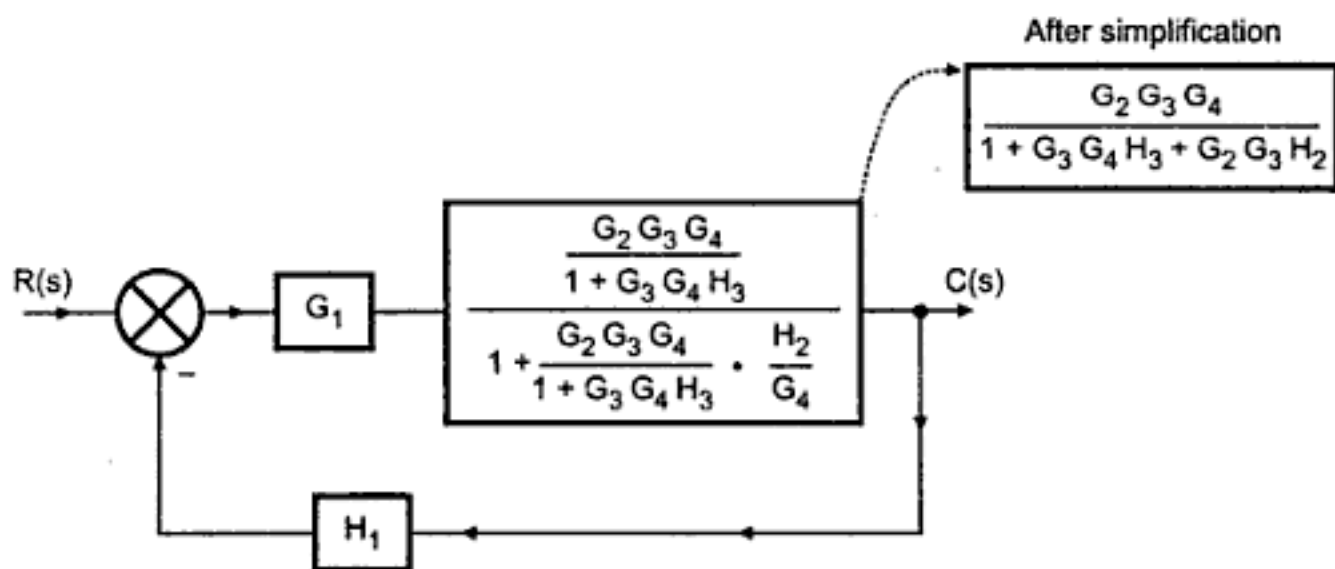 After simplification
G₂ G₃ G₄
1 + G₃ G₄ H₃ + G₂ G₃ H₂
R(s)
G₁
G₂ G₃ G₄
1 + G₃ G₄ H₃
1 + G₂ G₃ G₄ / 1 + G₃ G₄ H₃ • H₂ / G₄
C(s)
–
H₁